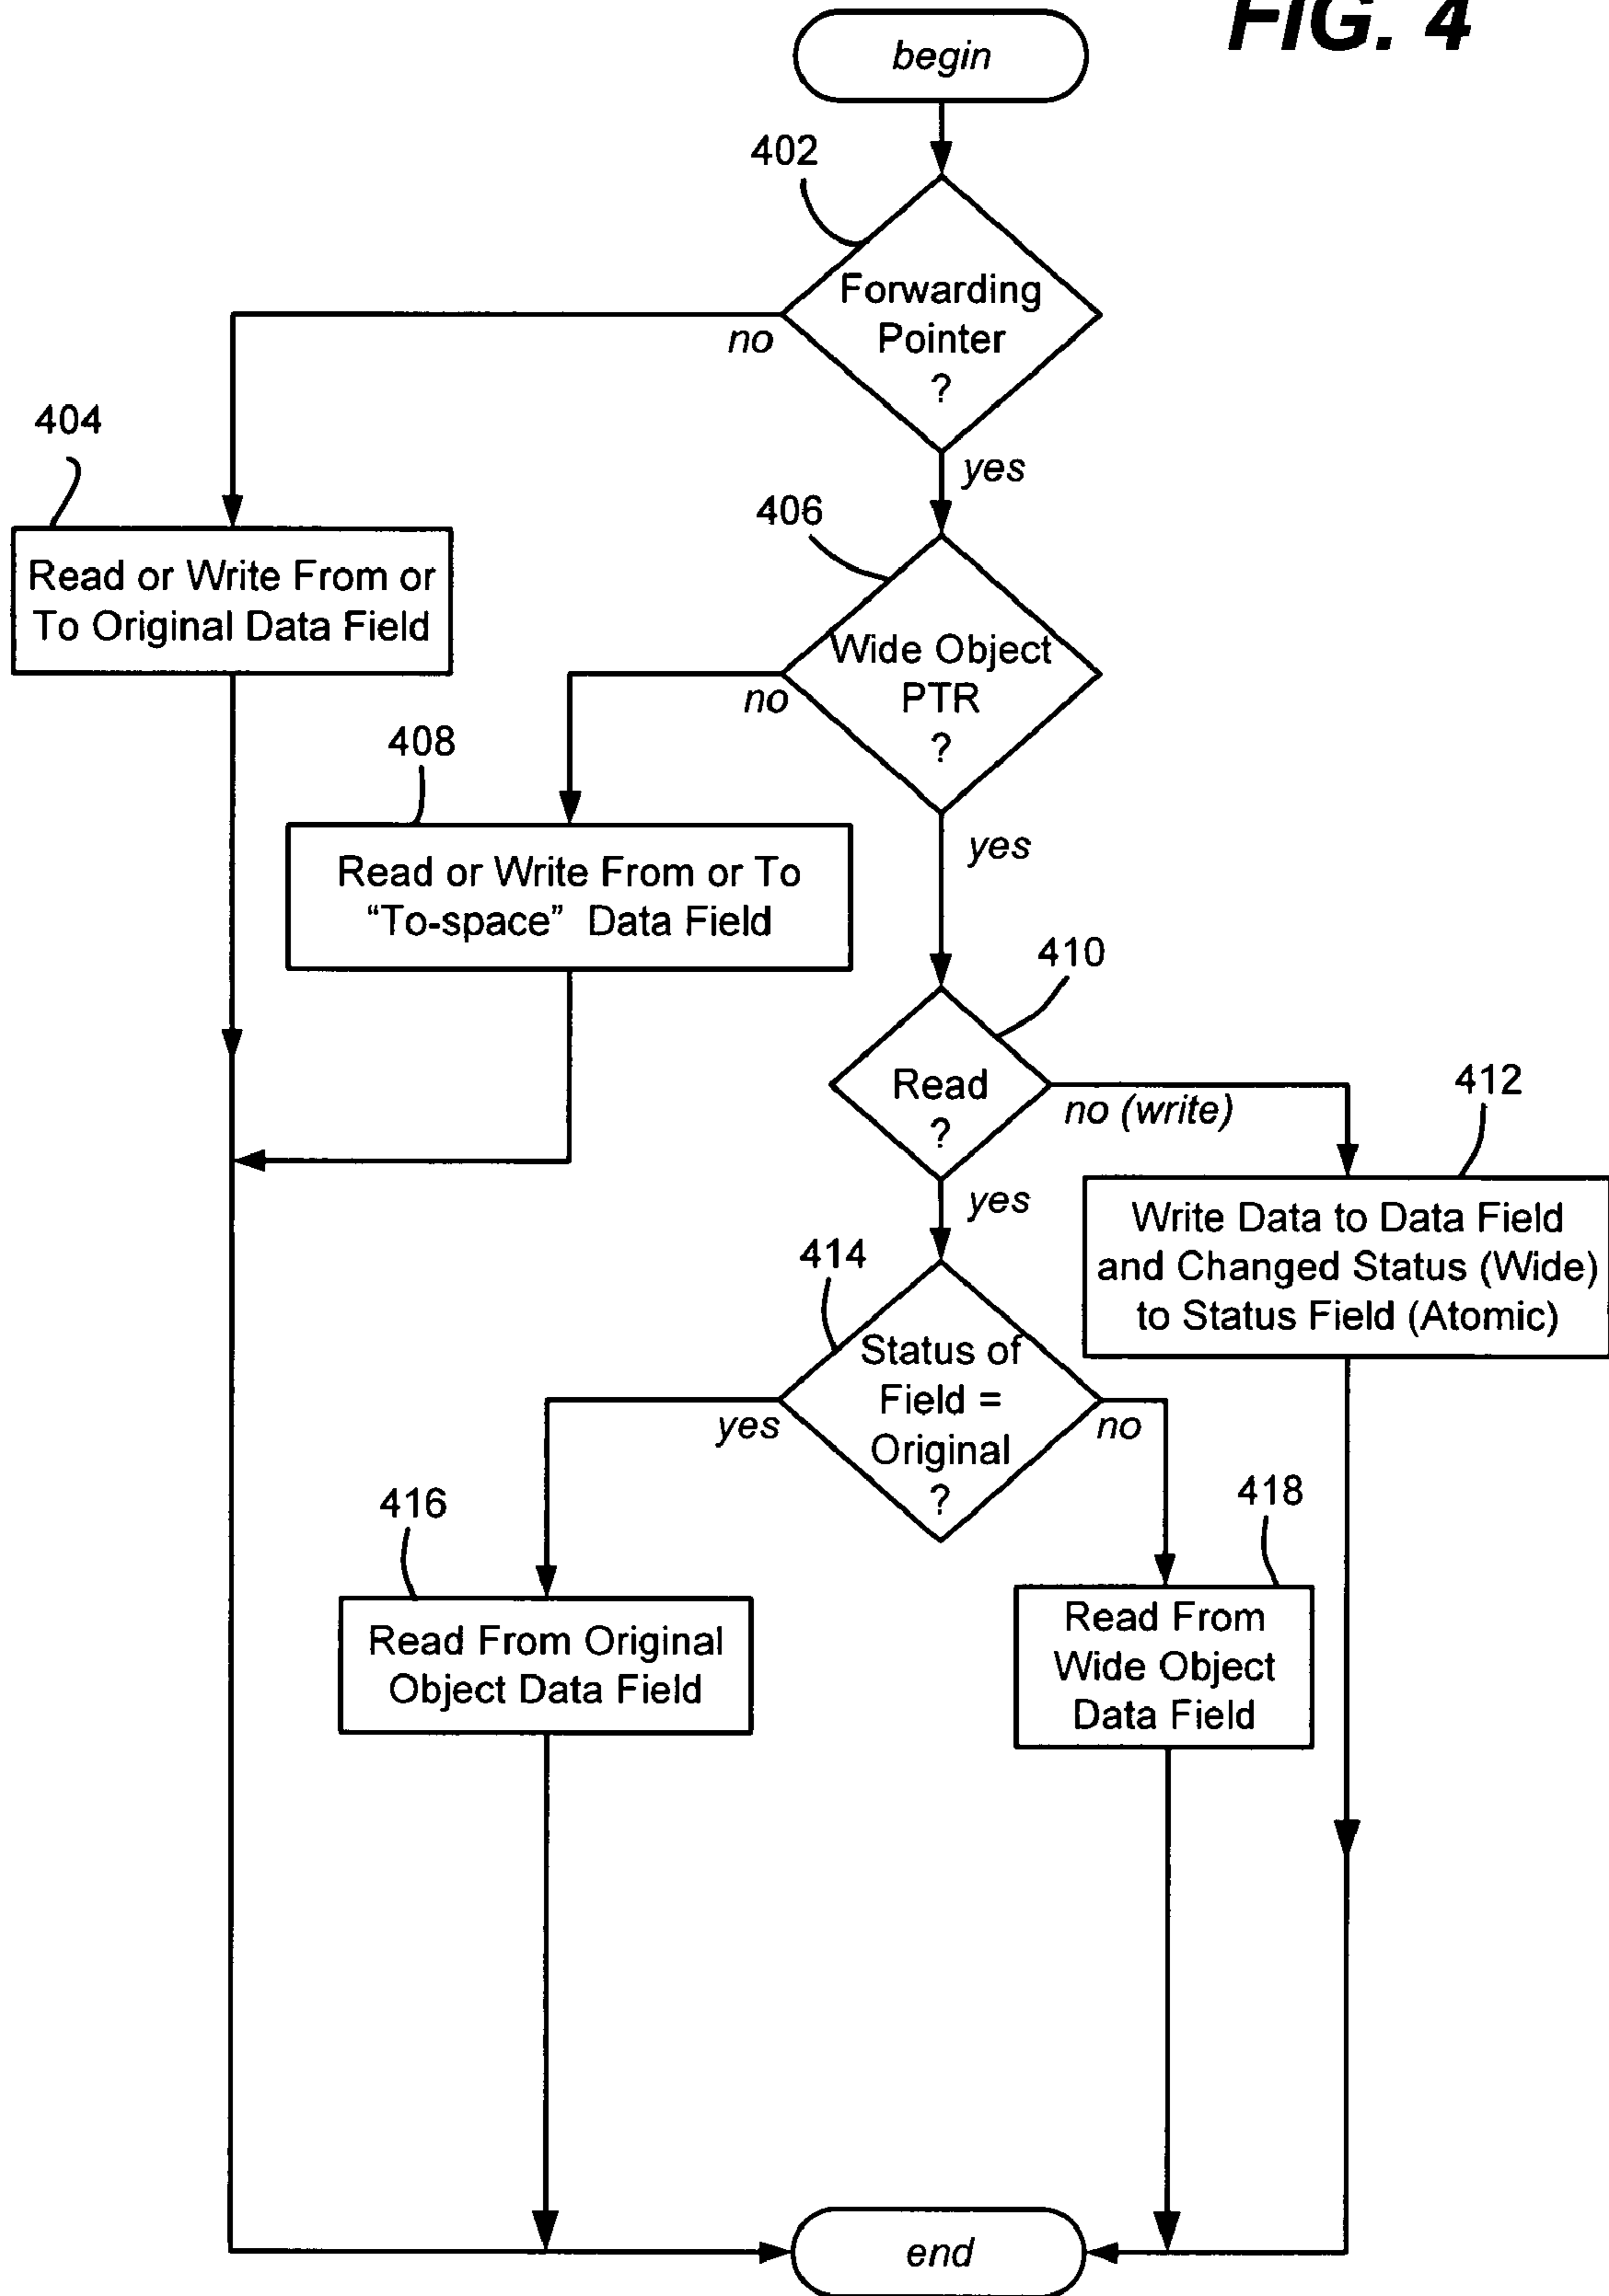 FIG. 4
begin
402
Forwarding
Pointer
?
no
yes
404
Read or Write From or
To Original Data Field
406
Wide Object
PTR
?
no
yes
408
Read or Write From or To
“To-space” Data Field
410
Read
?
no (write)
yes
412
Write Data to Data Field
and Changed Status (Wide)
to Status Field (Atomic)
414
Status of
Field =
Original
?
yes
no
416
Read From Original
Object Data Field
418
Read From
Wide Object
Data Field
end